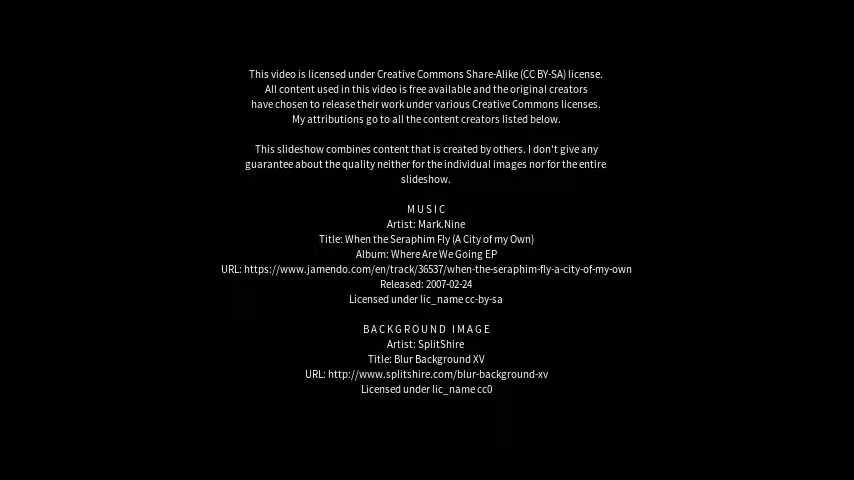 This video is licensed under Creative Commons Share-Alike (CC BY-SA) license.
All content used in this video is free available and the original creators
have chosen to release their work under various Creative Commons licenses.
My attributions go to all the content creators listed below.
This slideshow combines content that is created by others. I don't give any
guarantee about the quality neither for the individual images nor for the entire
slideshow.
MUSIC
Artist: Mark.Nine
Title: When the Seraphim Fly (A City of my Own)
Album: Where Are We Going EP
URL: https://www.jamendo.com/en/track/36537/when-the-seraphim-fly-a-city-of-my-own
Released: 2007-02-24
Licensed under lic_name cc-by-sa
BACKGROUND IMAGE
Artist: SplitShire
Title: Blur Background XV
URL: http://www.splitshire.com/blur-background-xv
Licensed under lic_name cc0